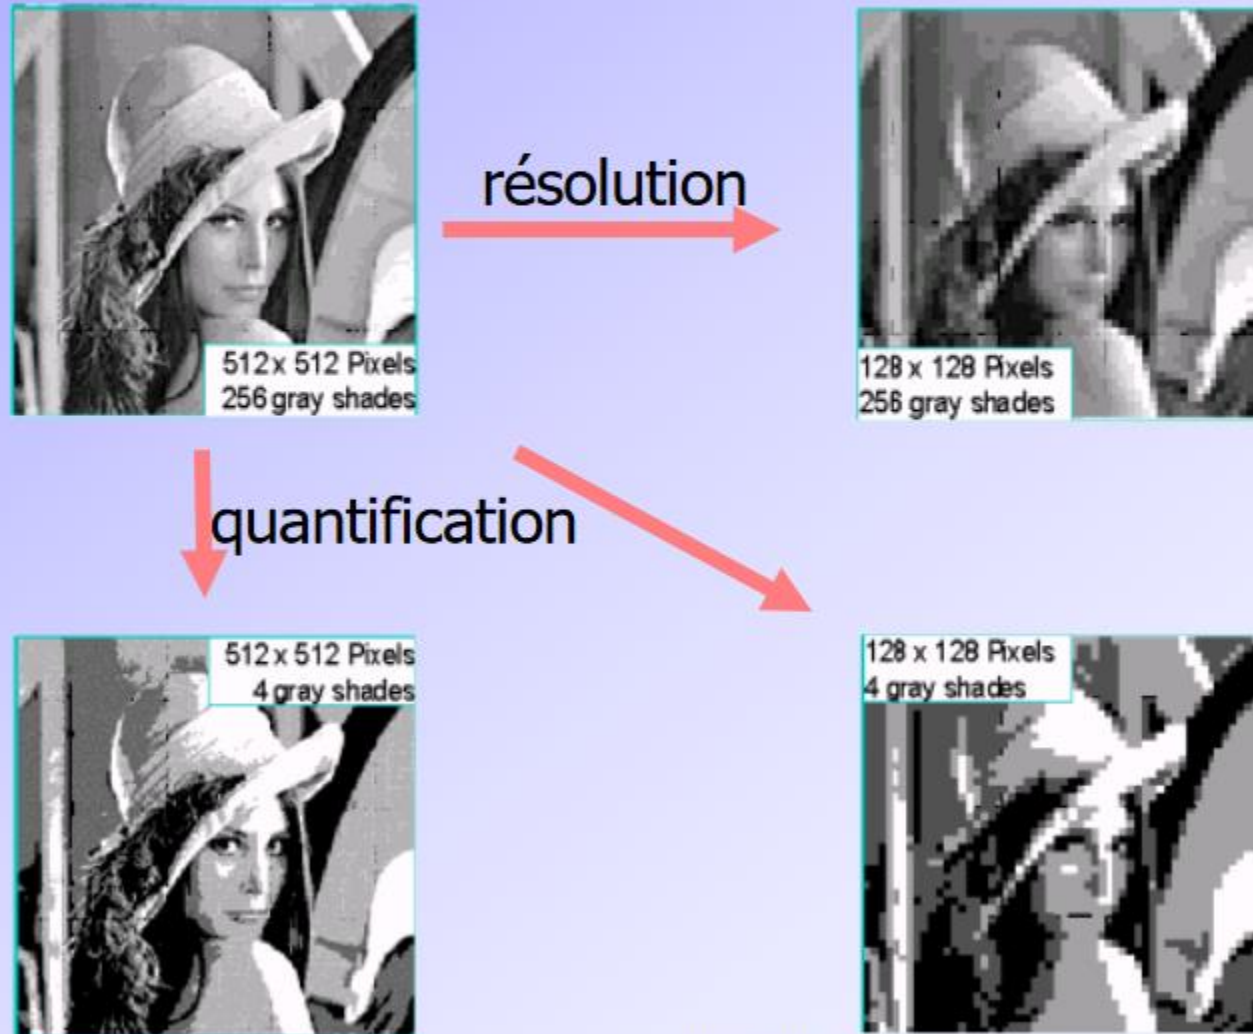 résolution
512 x 512 Pixels
256 gray shades
128 x 128 Pixels
256 gray shades
quantification
512 x 512 Pixels
4 gray shades
128 x 128 Pixels
4 gray shades